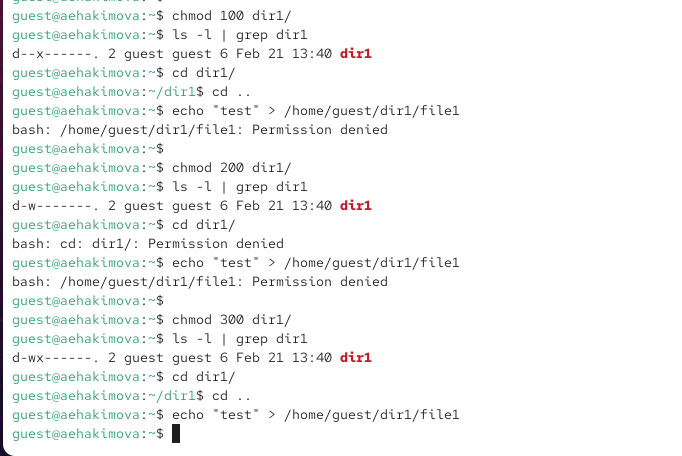 guest@aehakimova:~$ chmod 100 dir1/
guest@aehakimova:~$ ls -l | grep dir1
d--x------. 2 guest guest 6 Feb 21 13:40 dir1
guest@aehakimova:~$ cd dir1/
guest@aehakimova:~/dir1$ cd ..
guest@aehakimova:~$ echo "test" > /home/guest/dir1/file1
bash: /home/guest/dir1/file1: Permission denied
guest@aehakimova:~$
guest@aehakimova:~$ chmod 200 dir1/
guest@aehakimova:~$ ls -l | grep dir1
d-w-------. 2 guest guest 6 Feb 21 13:40 dir1
guest@aehakimova:~$ cd dir1/
bash: cd: dir1/: Permission denied
guest@aehakimova:~$ echo "test" > /home/guest/dir1/file1
bash: /home/guest/dir1/file1: Permission denied
guest@aehakimova:~$
guest@aehakimova:~$ chmod 300 dir1/
guest@aehakimova:~$ ls -l | grep dir1
d-wx------. 2 guest guest 6 Feb 21 13:40 dir1
guest@aehakimova:~$ cd dir1/
guest@aehakimova:~/dir1$ cd ..
guest@aehakimova:~$ echo "test" > /home/guest/dir1/file1
guest@aehakimova:~$